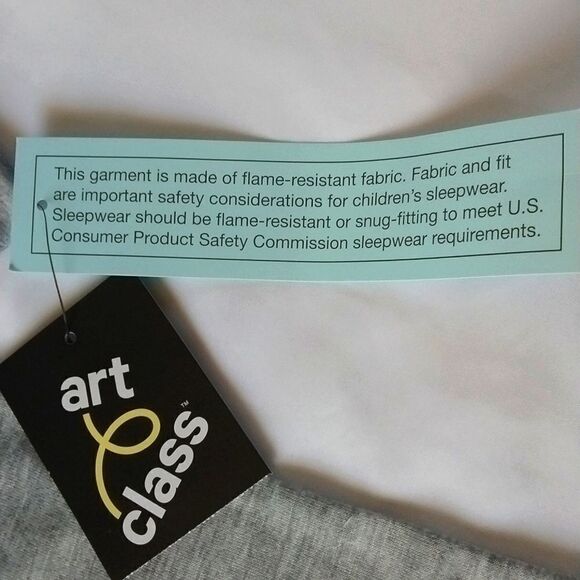 This garment is made of flame-resistant fabric. Fabric and fit
are important safety considerations for children's sleepwear.
Sleepwear should be flame-resistant or snug-fitting to meet U.S.
Consumer Product Safety Commission sleepwear requirements.
art
class™